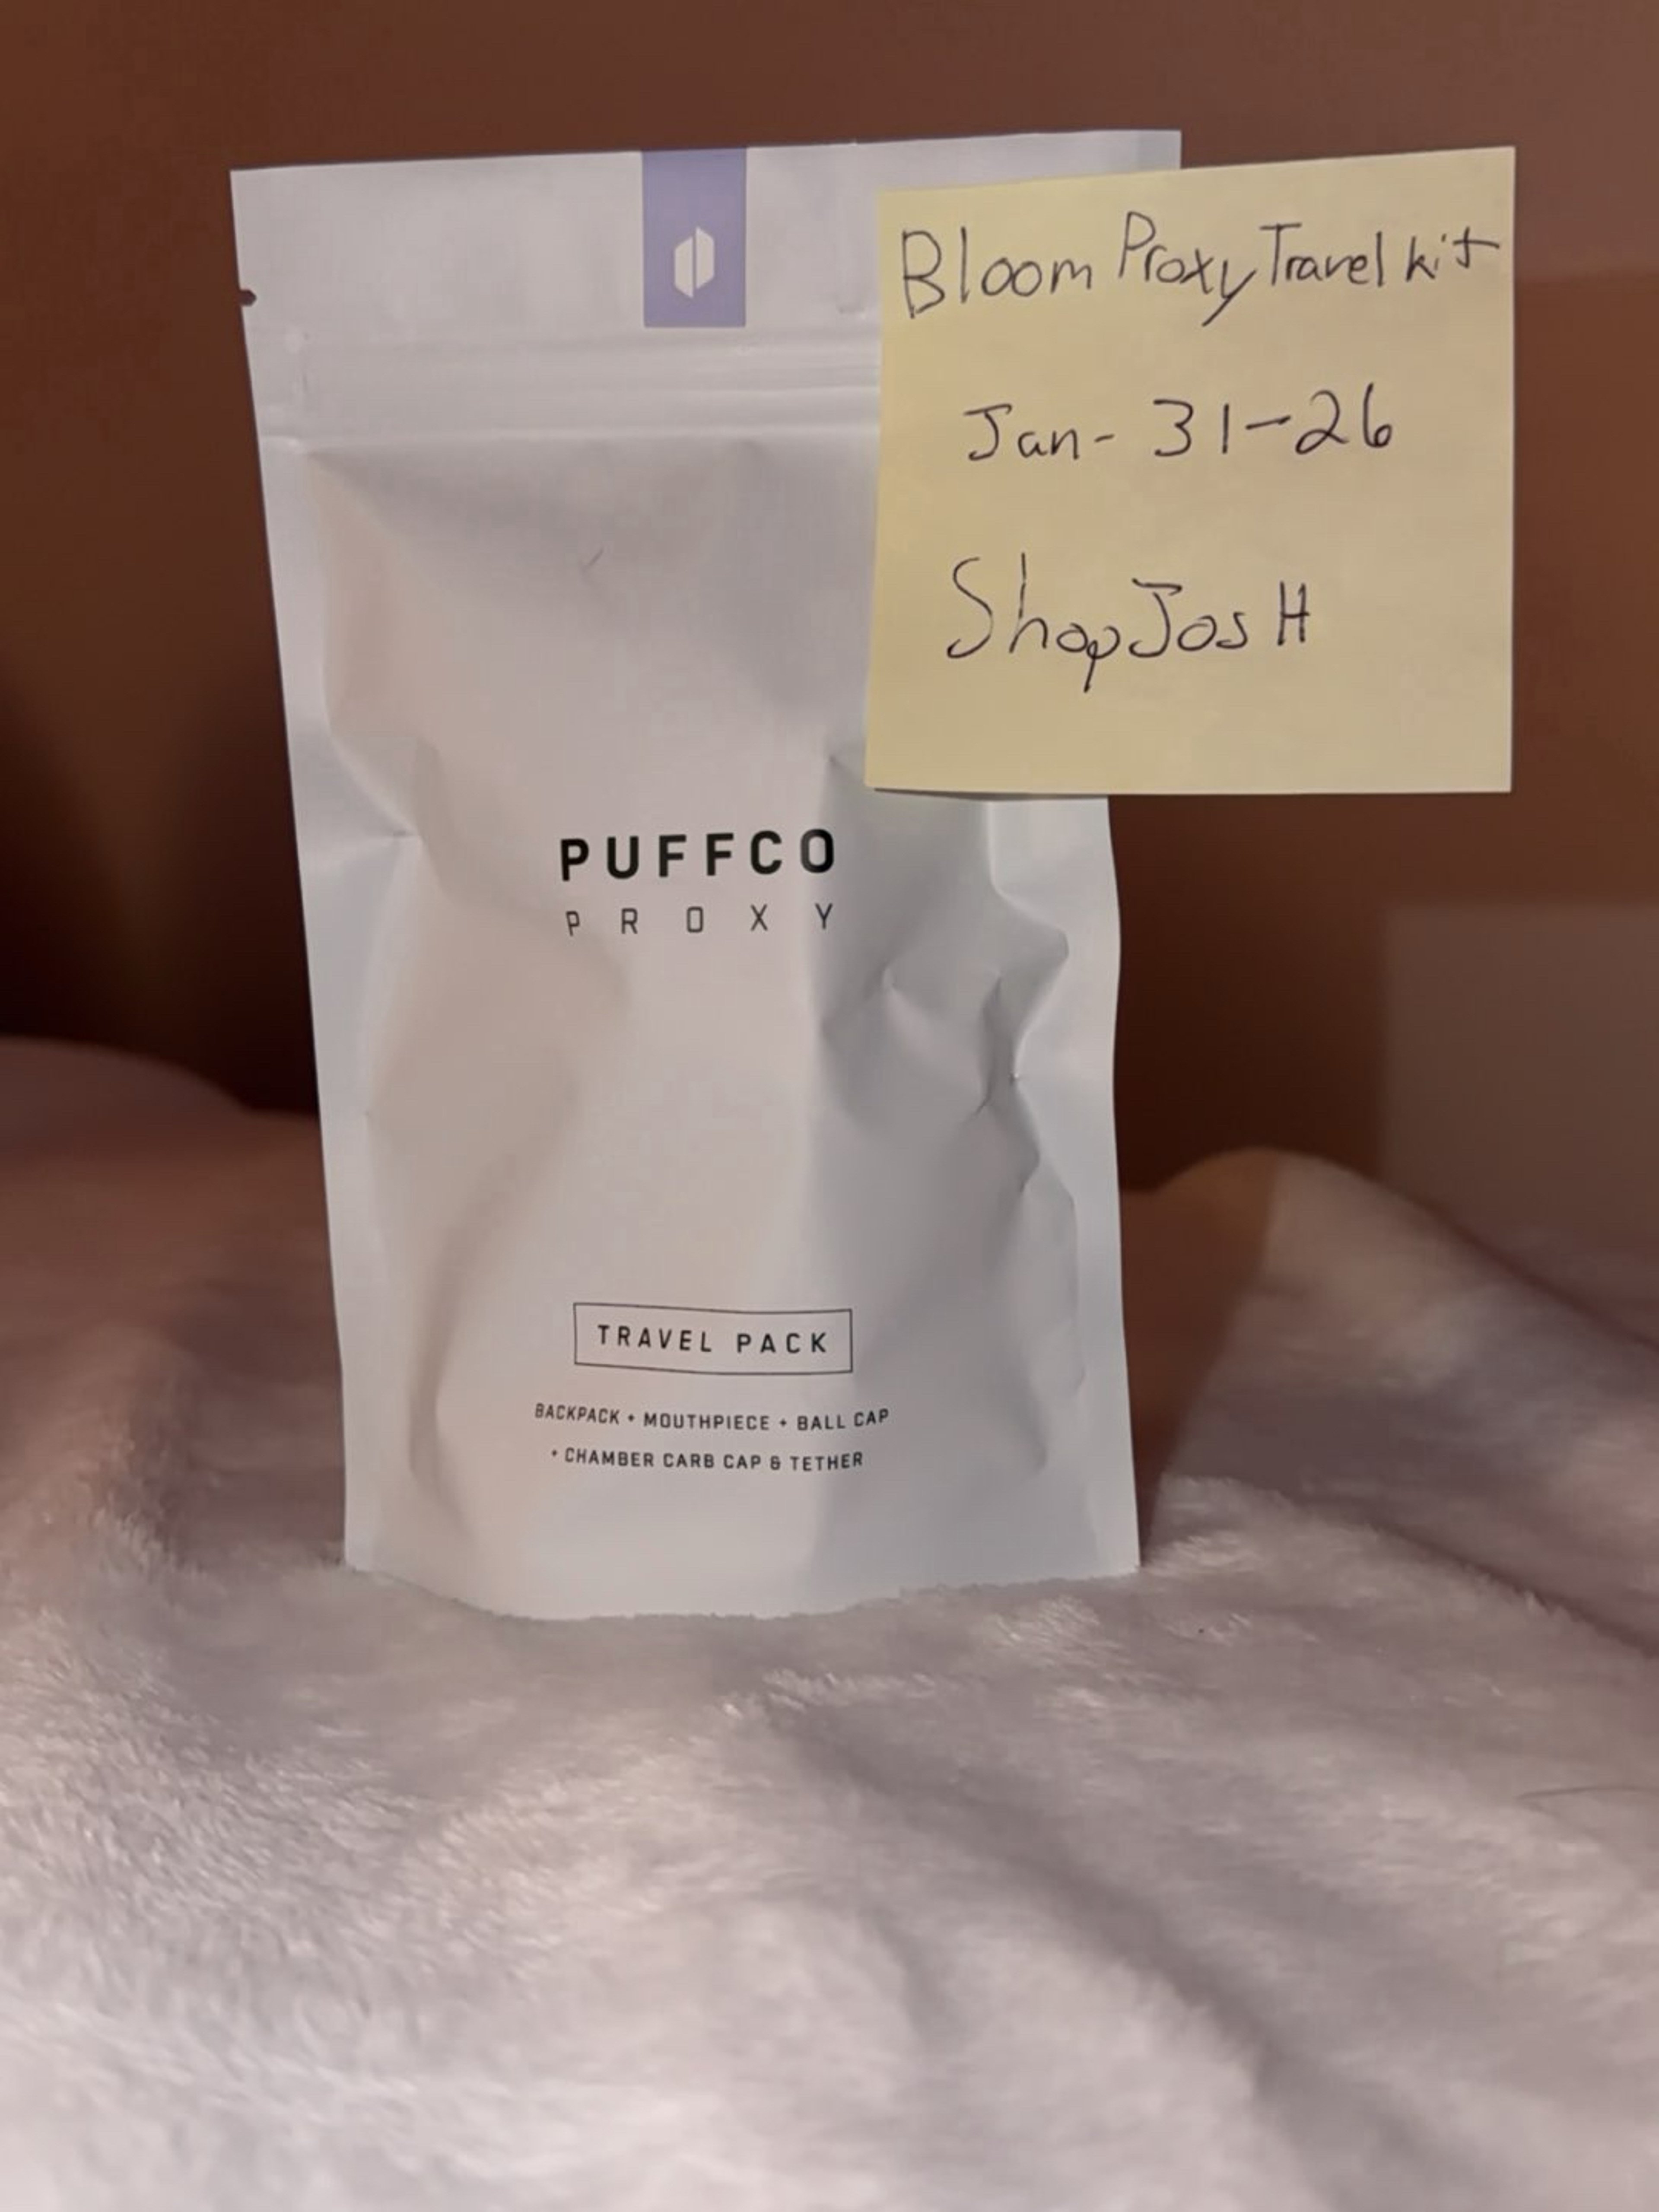 Bloom Proxy Travel kit
Jan- 31-26
ShopJosH
PUFFCO
PROXY
TRAVEL PACK
BACKPACK + MOUTHPIECE + BALL CAP
+ CHAMBER CARB CAP & TETHER